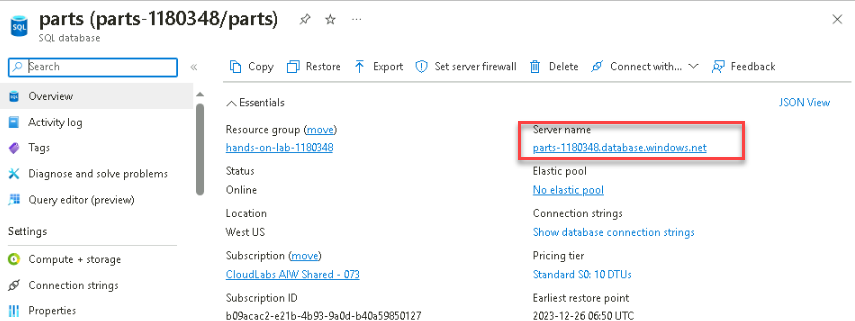 parts (parts-1180348/parts)
SQL
SQL database
Search
Copy Restore Export Set server firewall Delete Connect with... Feedback
Overview
Activity log
Tags
Diagnose and solve problems
Query editor (preview)
Settings
Compute + storage
Connection strings
Properties
Essentials
JSON View
Resource group (move)
hands-on-lab-1180348
Status
Online
Location
West US
Subscription (move)
CloudLabs AIW Shared - 073
Subscription ID
b09acac2-e21b-4b93-9a0d-b40a59850127
Server name
parts-1180348.database.windows.net
Elastic pool
No elastic pool
Connection strings
Show database connection strings
Pricing tier
Standard S0: 10 DTUs
Earliest restore point
2023-12-26 06:50 UTC